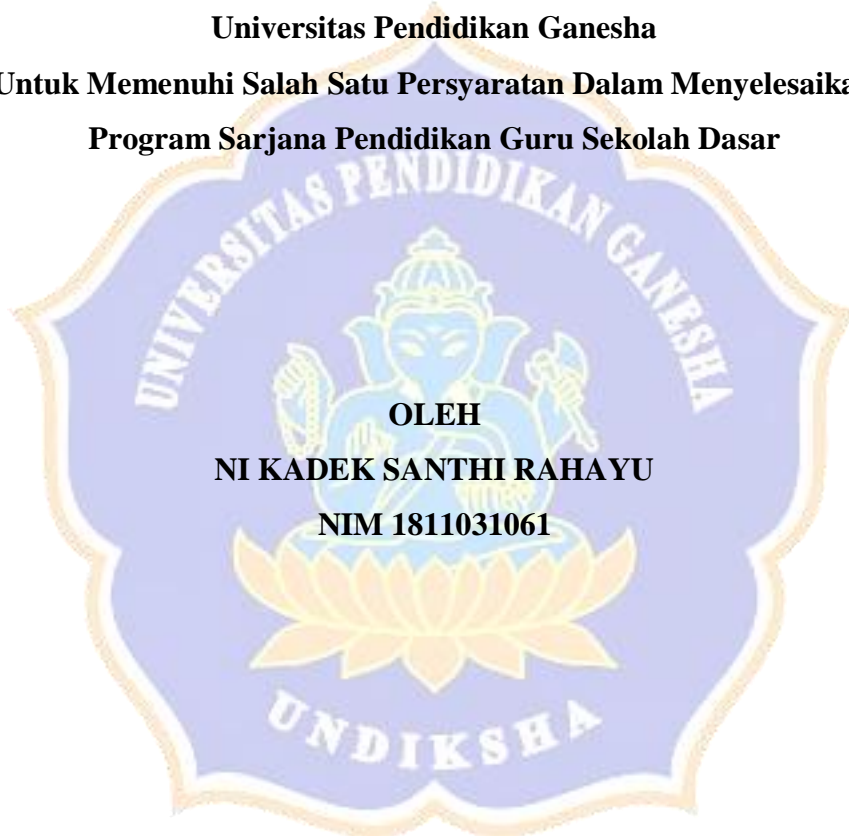 Universitas Pendidikan Ganesha
Untuk Memenuhi Salah Satu Persyaratan Dalam Menyelesaika
Program Sarjana Pendidikan Guru Sekolah Dasar
UNIVERSITAS PENDIDIKAN GANESHA
OLEH
NI KADEK SANTHI RAHAYU
NIM 1811031061
UNDIKSHA